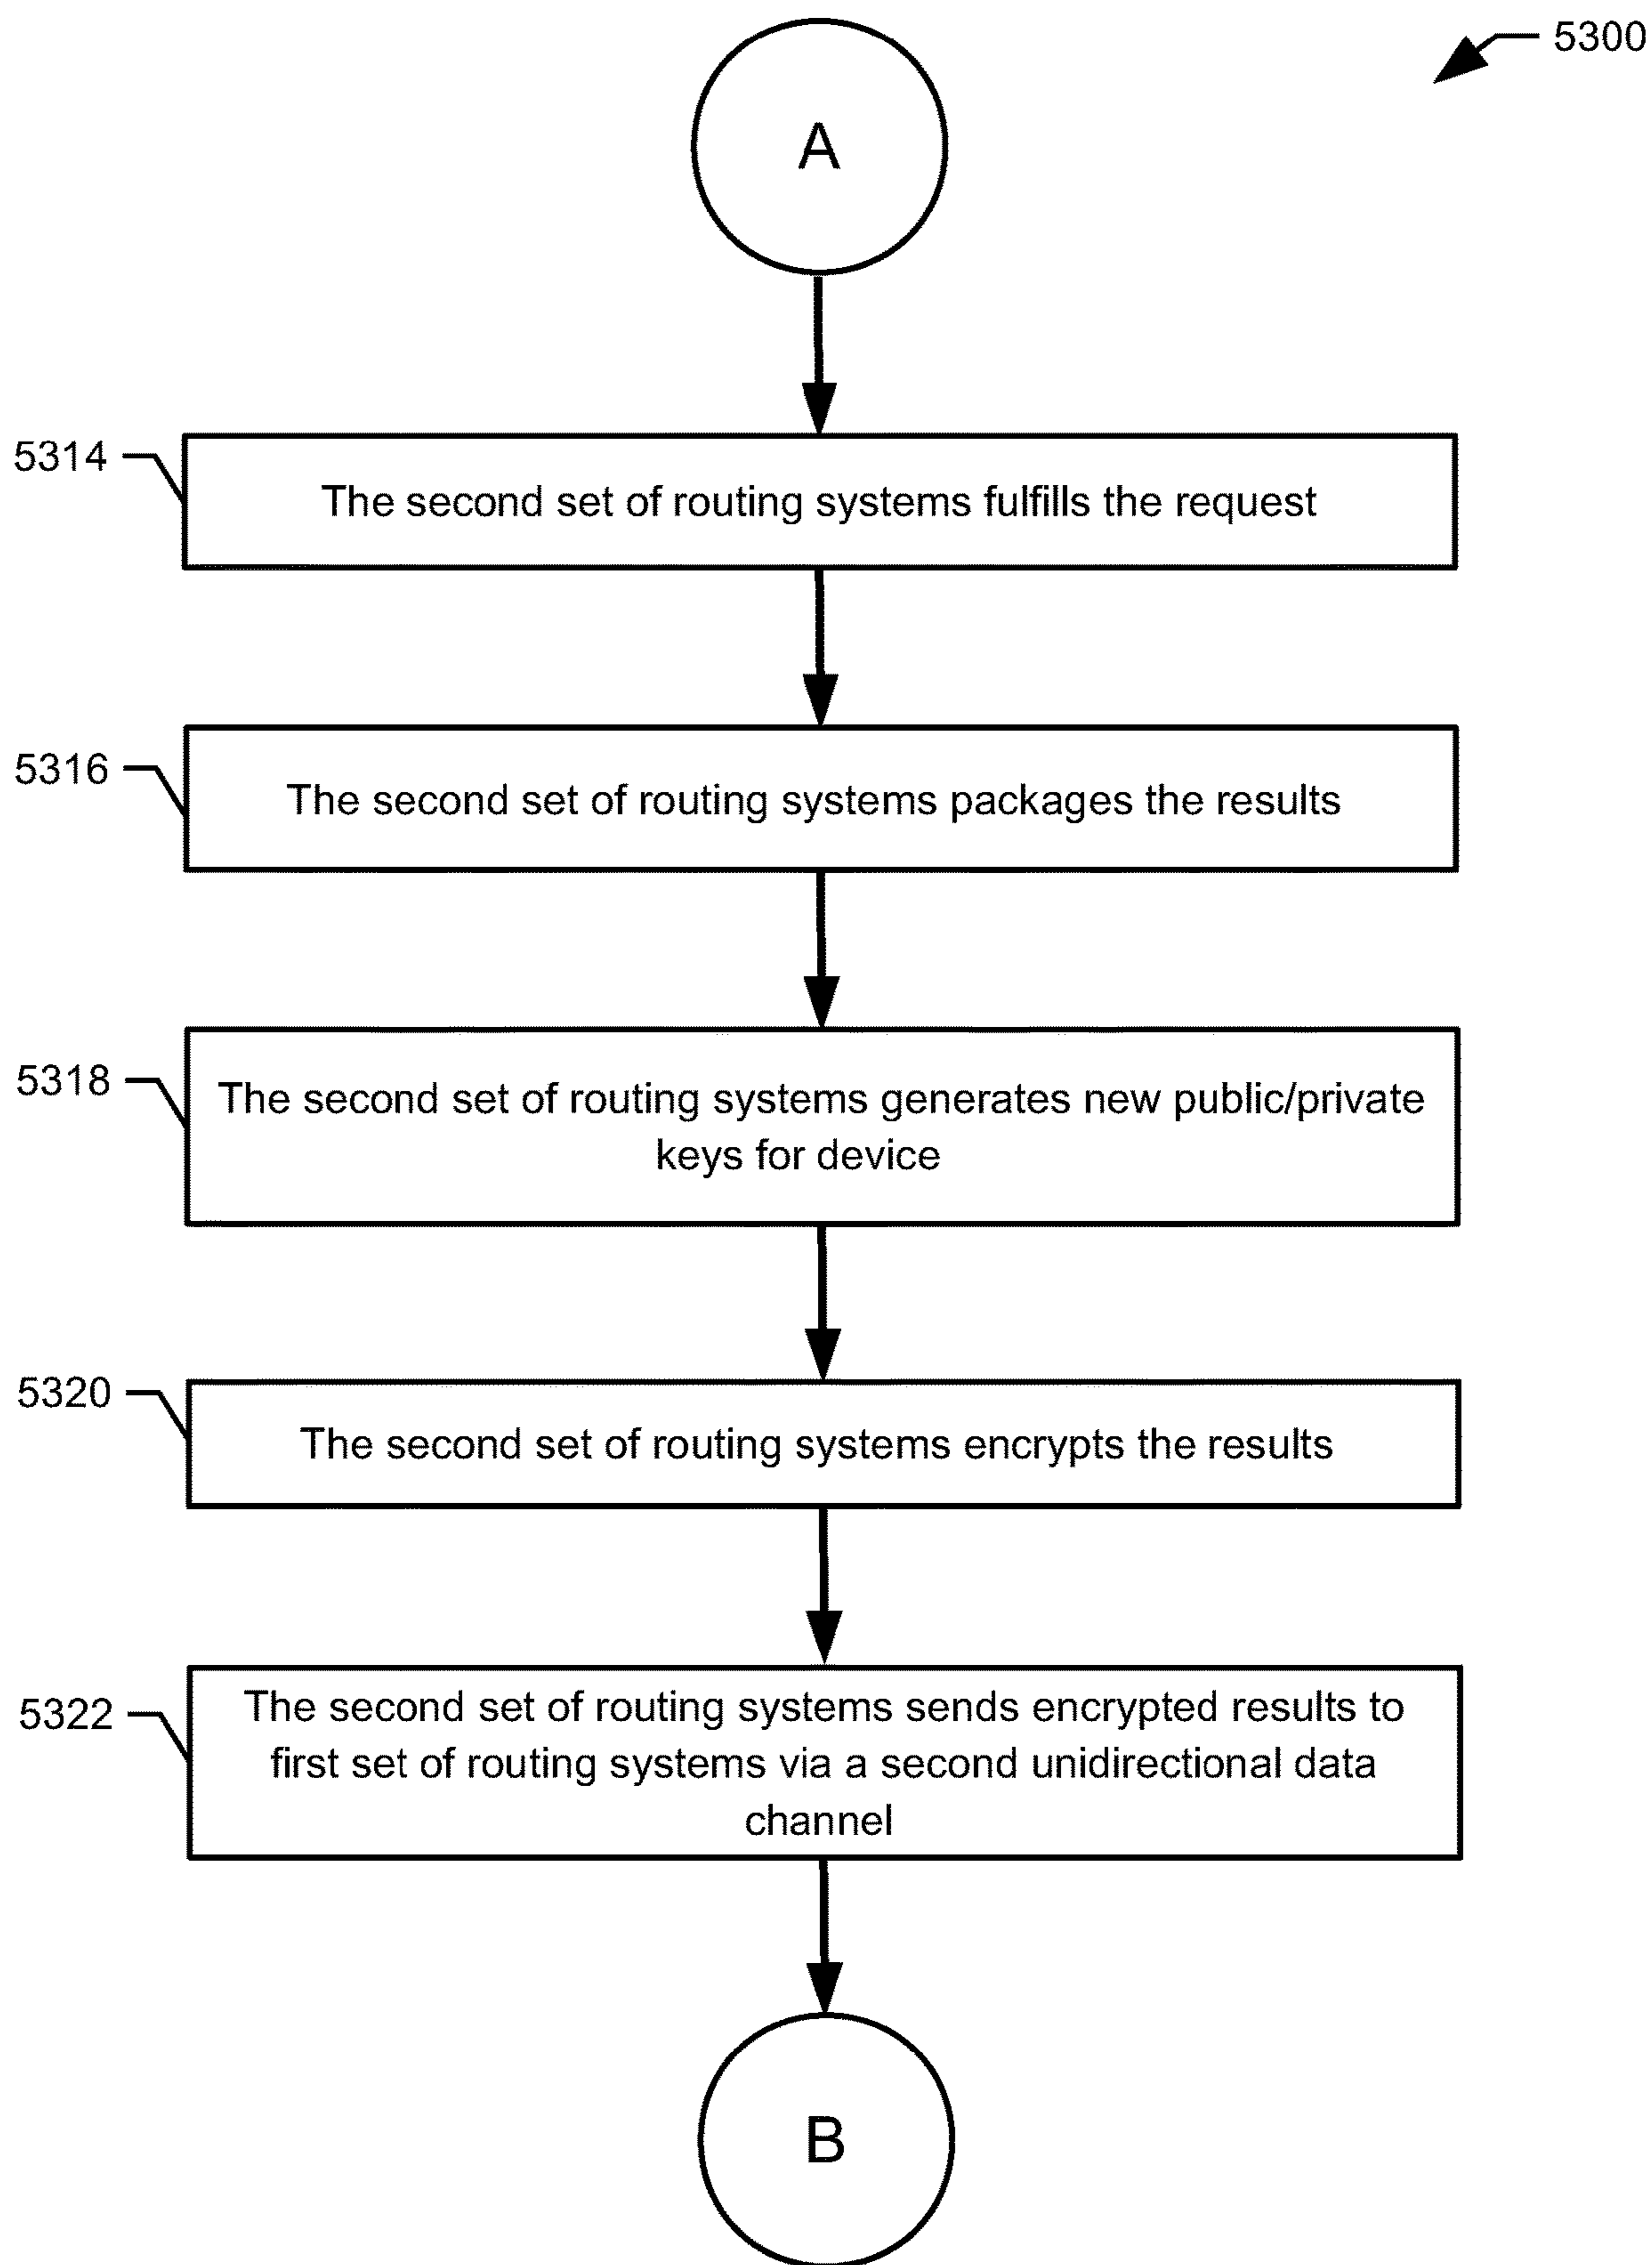 5300
A
5314
The second set of routing systems fulfills the request
5316
The second set of routing systems packages the results
5318
The second set of routing systems generates new public/private
keys for device
5320
The second set of routing systems encrypts the results
5322
The second set of routing systems sends encrypted results to
first set of routing systems via a second unidirectional data
channel
B